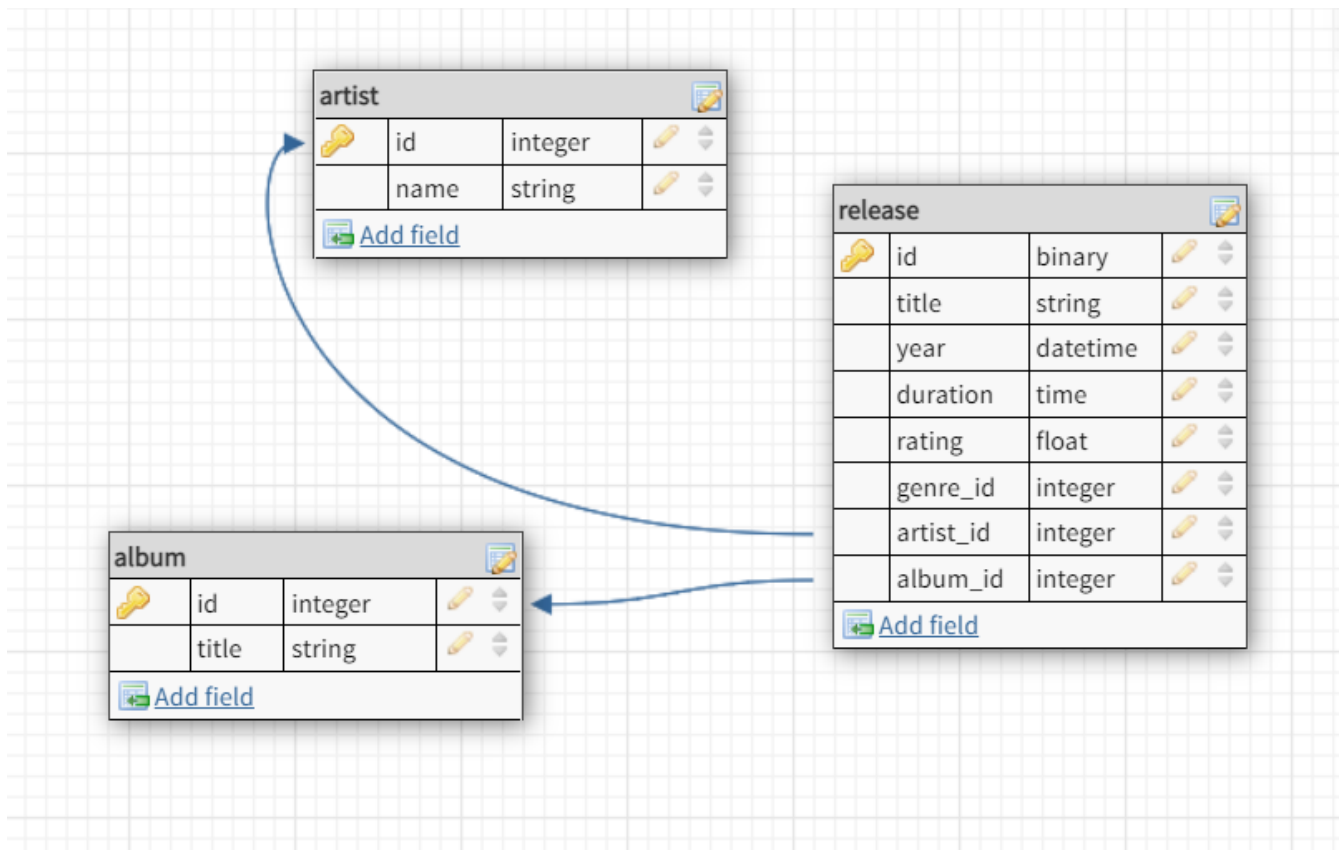 artist
id integer
name string
Add field
release
id binary
title string
year datetime
duration time
rating float
genre_id integer
artist_id integer
album_id integer
Add field
album
id integer
title string
Add field